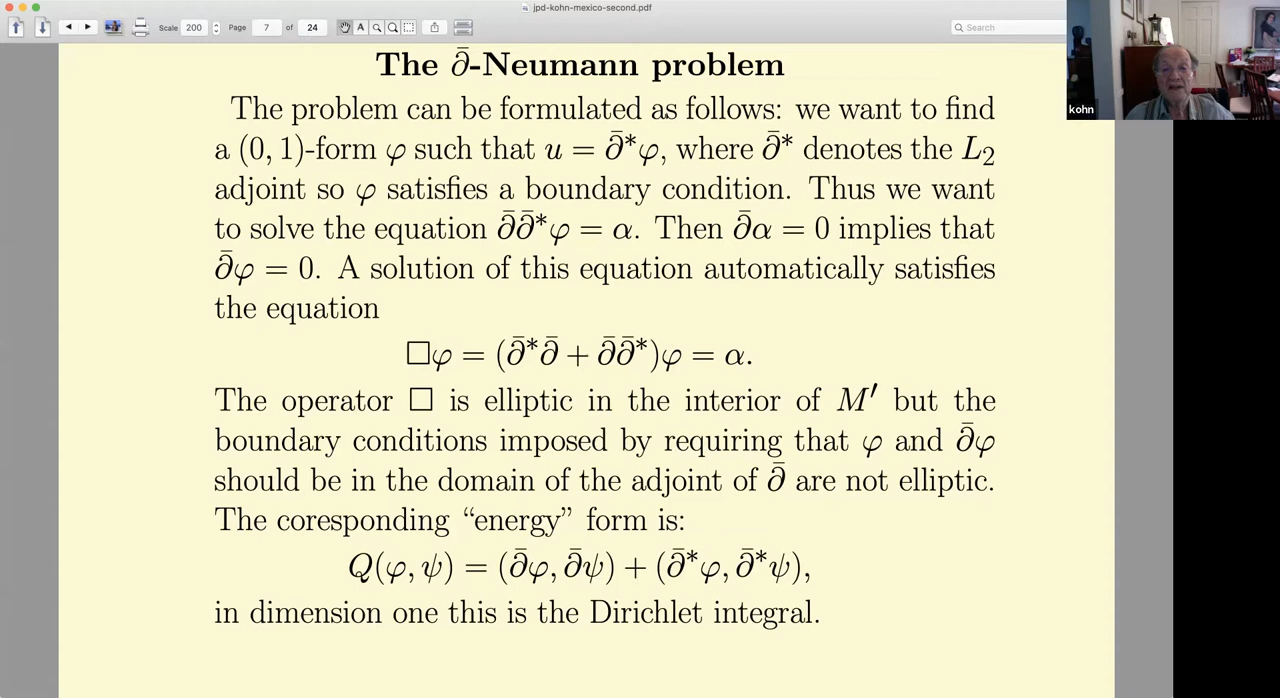 jpd-kohn-mexico-second.pdf
Scale 200 Page 7 of 24 A Search
kohn
The ∂̄-Neumann problem
The problem can be formulated as follows: we want to find
a (0, 1)-form φ such that u = ∂̄*φ, where ∂̄* denotes the L₂
adjoint so φ satisfies a boundary condition. Thus we want
to solve the equation ∂̄∂̄*φ = α. Then ∂̄α = 0 implies that
∂̄φ = 0. A solution of this equation automatically satisfies
the equation
□φ = (∂̄*∂̄ + ∂̄∂̄*)φ = α.
The operator □ is elliptic in the interior of M′ but the
boundary conditions imposed by requiring that φ and ∂̄φ
should be in the domain of the adjoint of ∂̄ are not elliptic.
The coresponding “energy” form is:
Q(φ, ψ) = (∂̄φ, ∂̄ψ) + (∂̄*φ, ∂̄*ψ),
in dimension one this is the Dirichlet integral.